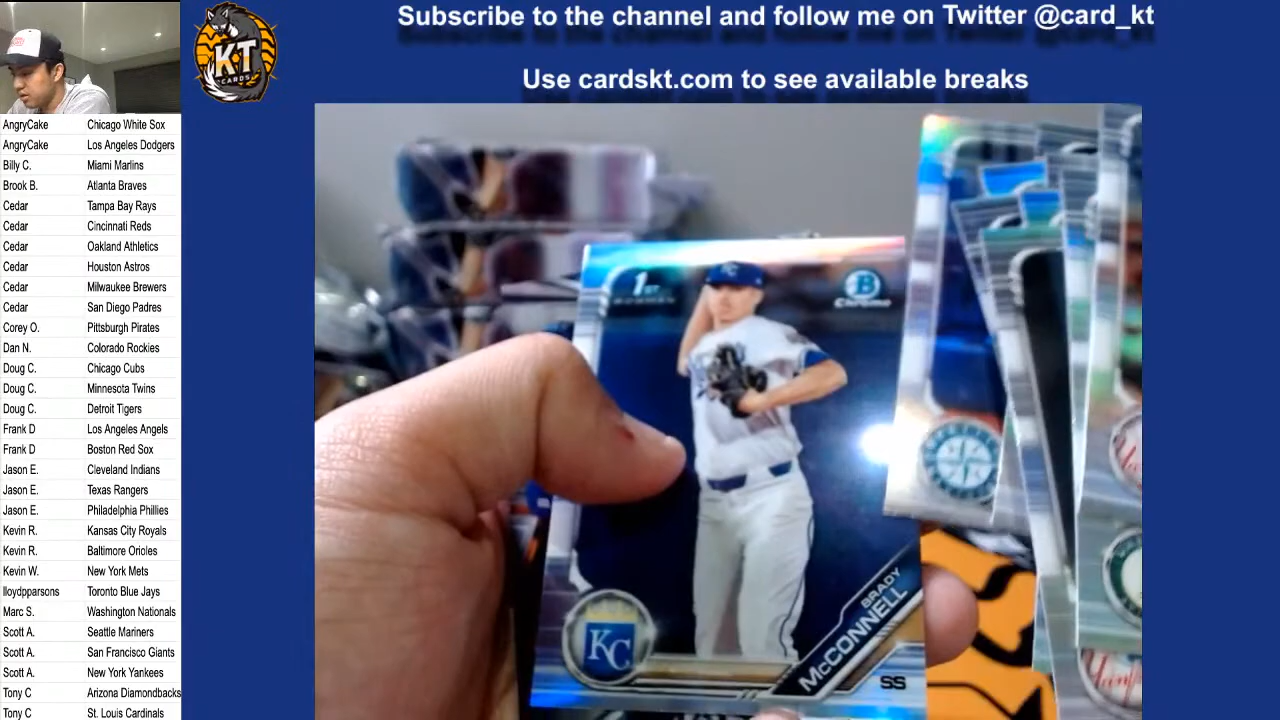 Subscribe to the channel and follow me on Twitter @card_kt
Use cardskt.com to see available breaks
KT
CARDS
AngryCake Chicago White Sox
AngryCake Los Angeles Dodgers
Billy C. Miami Marlins
Brook B. Atlanta Braves
Cedar Tampa Bay Rays
Cedar Cincinnati Reds
Cedar Oakland Athletics
Cedar Houston Astros
Cedar Milwaukee Brewers
Cedar San Diego Padres
Corey O. Pittsburgh Pirates
Dan N. Colorado Rockies
Doug C. Chicago Cubs
Doug C. Minnesota Twins
Doug C. Detroit Tigers
Frank D Los Angeles Angels
Frank D Boston Red Sox
Jason E. Cleveland Indians
Jason E. Texas Rangers
Jason E. Philadelphia Phillies
Kevin R. Kansas City Royals
Kevin R. Baltimore Orioles
Kevin W. New York Mets
lloydpparsons Toronto Blue Jays
Marc S. Washington Nationals
Scott A. Seattle Mariners
Scott A. San Francisco Giants
Scott A. New York Yankees
Tony C Arizona Diamondbacks
Tony C St. Louis Cardinals
1ST
BOWMAN
B
Chrome
KC
KC
BRADY
McCONNELL
SS